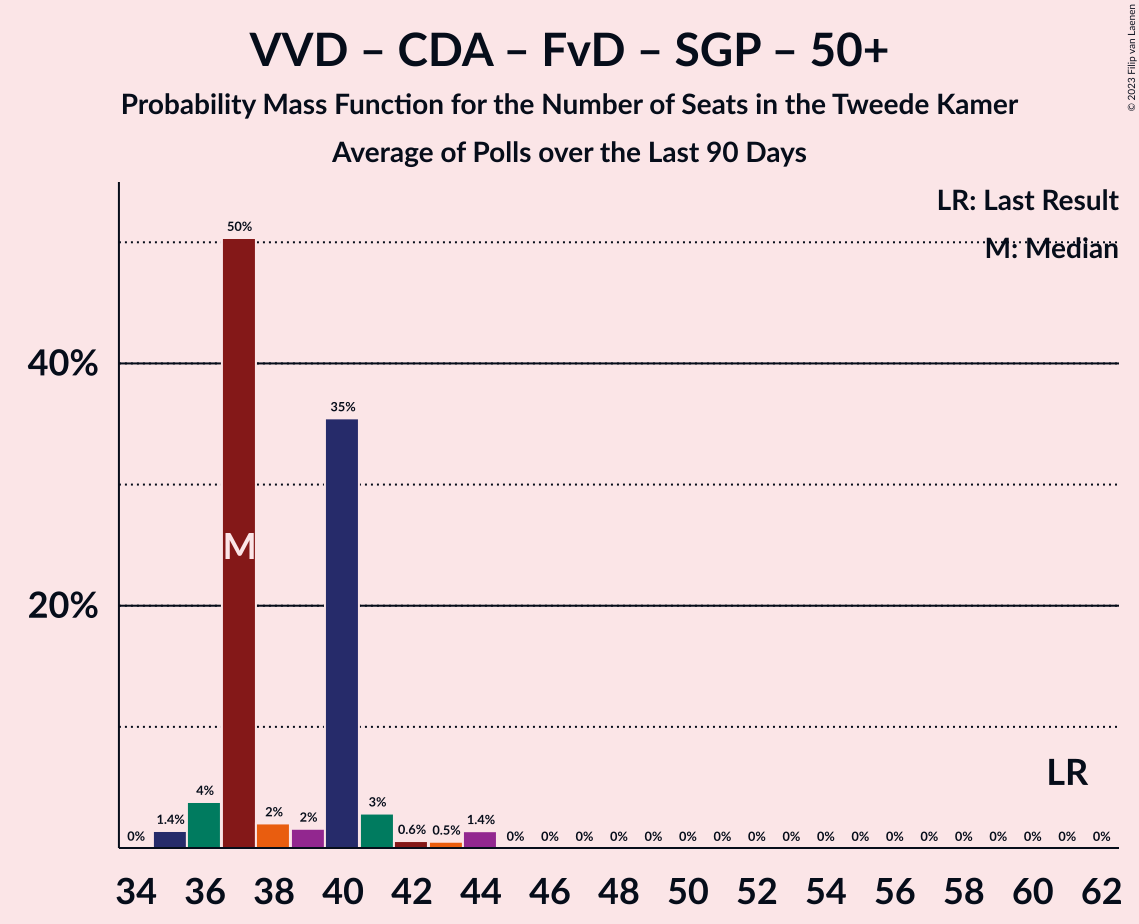 VVD – CDA – FvD – SGP – 50+
Probability Mass Function for the Number of Seats in the Tweede Kamer
Average of Polls over the Last 90 Days
© 2023 Filip van Laenen
LR: Last Result
M: Median
50%
40%
35%
M
20%
LR
0% 1.4% 4% 2% 2% 3% 0.6% 0.5% 1.4% 0% 0% 0% 0% 0% 0% 0% 0% 0% 0% 0% 0% 0% 0% 0% 0% 0% 0%
34 36 38 40 42 44 46 48 50 52 54 56 58 60 62